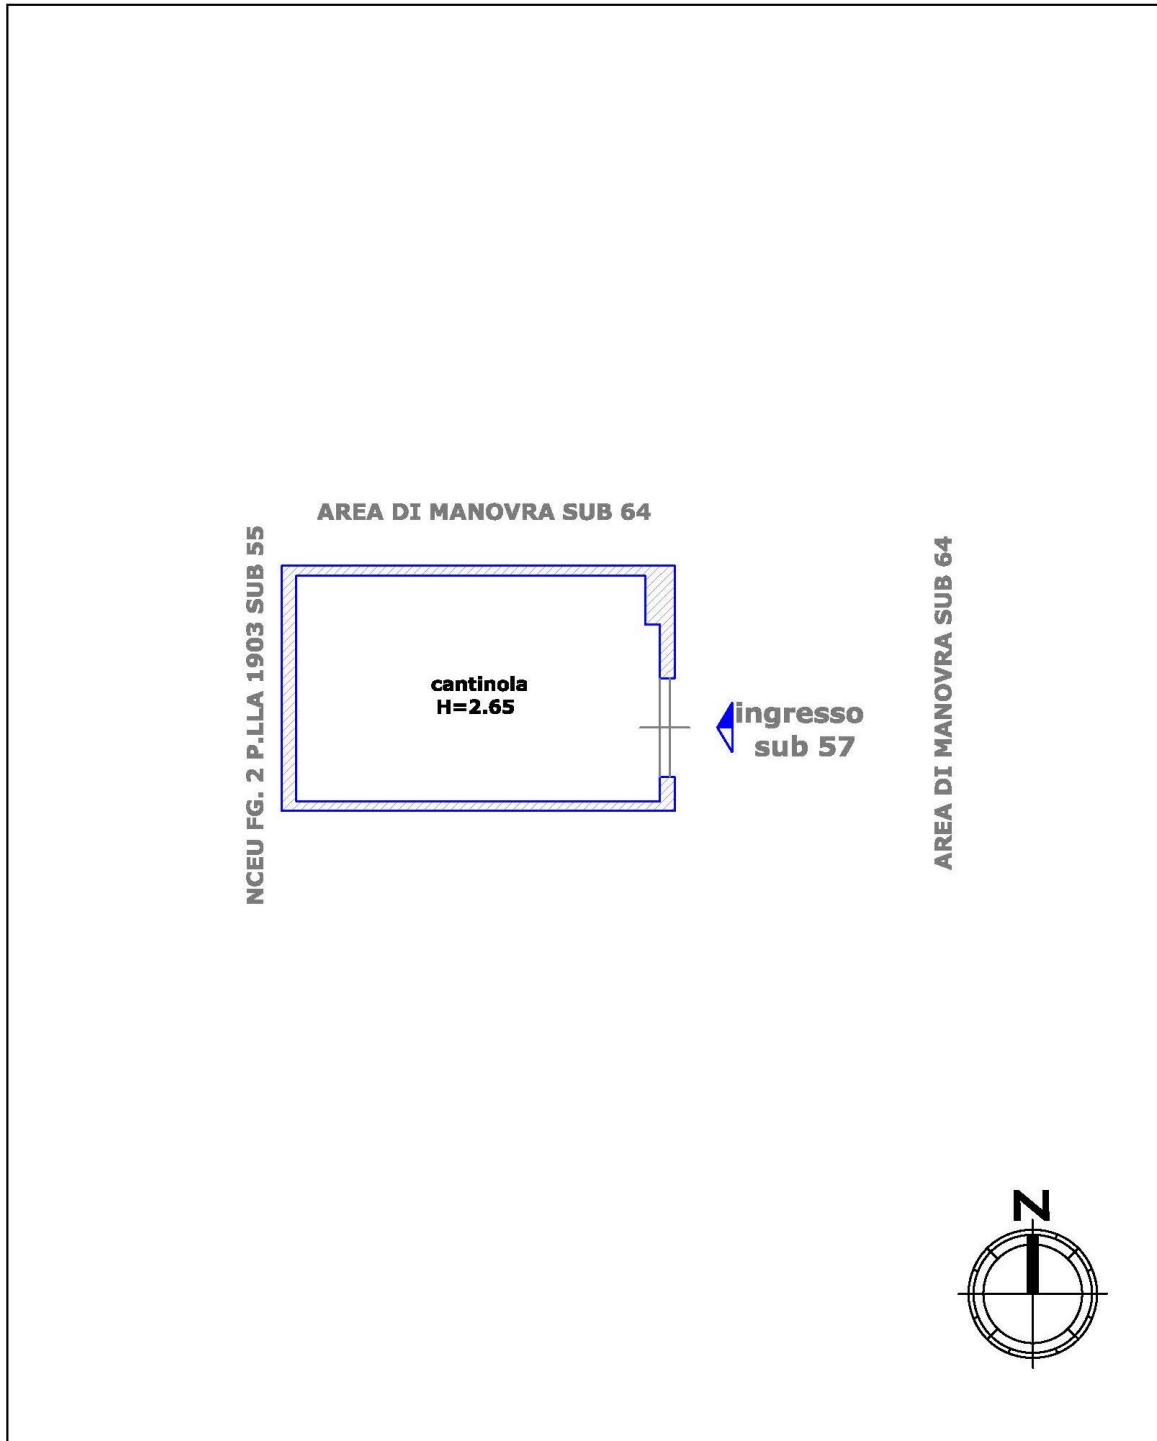 AREA DI MANOVRA SUB 64
NCEU FG. 2 P.LLA 1903 SUB 55
cantinola
H=2.65
ingresso
sub 57
AREA DI MANOVRA SUB 64
N